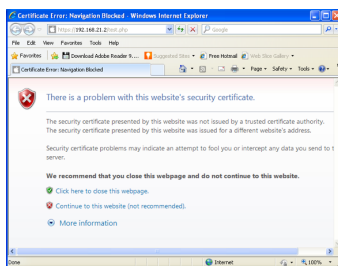 Certificate Error: Navigation Blocked - Windows Internet Explorer
https://192.168.21.2/test.php
Google
File Edit View Favorites Tools Help
Favorites Download Adobe Reader 9.... Suggested Sites Free Hotmail Web Slice Gallery
Certificate Error: Navigation Blocked Page Safety Tools
There is a problem with this website's security certificate.
The security certificate presented by this website was not issued by a trusted certificate authority.
The security certificate presented by this website was issued for a different website's address.
Security certificate problems may indicate an attempt to fool you or intercept any data you send to t
server.
We recommend that you close this webpage and do not continue to this website.
Click here to close this webpage.
Continue to this website (not recommended).
More information
Done Internet 100%